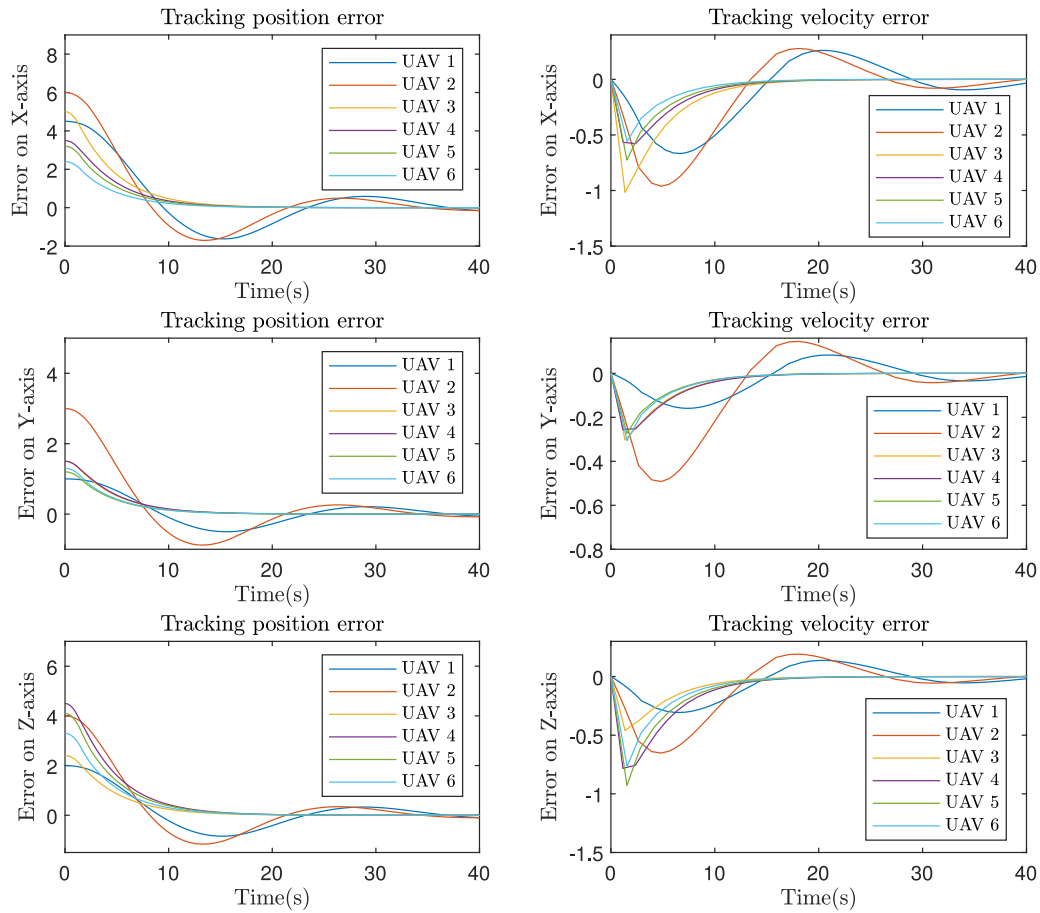 Tracking position error
Error on X-axis
8
6
4
2
0
-2
0 10 20 30 40
Time(s)
UAV 1
UAV 2
UAV 3
UAV 4
UAV 5
UAV 6
Tracking velocity error
Error on X-axis
0
-0.5
-1
-1.5
0 10 20 30 40
Time(s)
UAV 1
UAV 2
UAV 3
UAV 4
UAV 5
UAV 6
Tracking position error
Error on Y-axis
4
2
0
0 10 20 30 40
Time(s)
UAV 1
UAV 2
UAV 3
UAV 4
UAV 5
UAV 6
Tracking velocity error
Error on Y-axis
0
-0.2
-0.4
-0.6
-0.8
0 10 20 30 40
Time(s)
UAV 1
UAV 2
UAV 3
UAV 4
UAV 5
UAV 6
Tracking position error
Error on Z-axis
6
4
2
0
0 10 20 30 40
Time(s)
UAV 1
UAV 2
UAV 3
UAV 4
UAV 5
UAV 6
Tracking velocity error
Error on Z-axis
0
-0.5
-1
-1.5
0 10 20 30 40
Time(s)
UAV 1
UAV 2
UAV 3
UAV 4
UAV 5
UAV 6